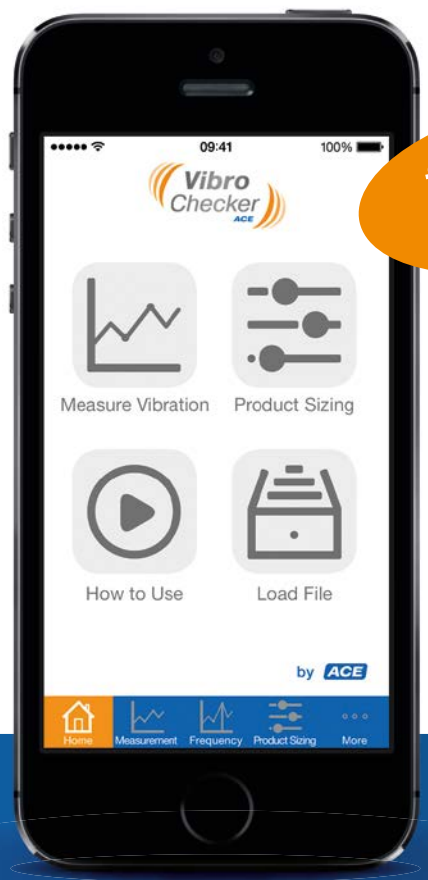 09:41
100%
Vibro
Checker
ACE
Measure Vibration
Product Sizing
How to Use
Load File
by ACE
Home
Measurement
Frequency
Product Sizing
More